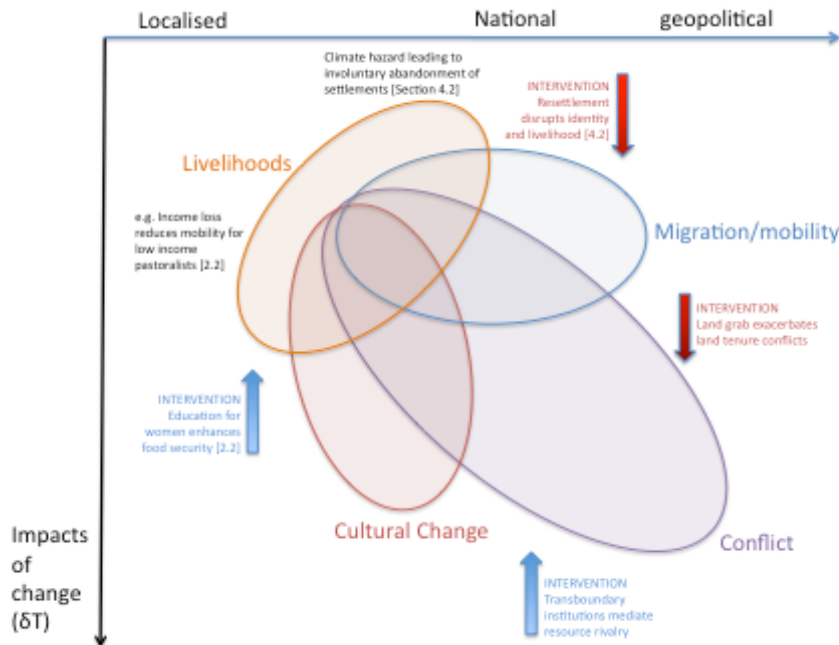 Localised
National
geopolitical
Climate hazard leading to
involuntary abandonment of
settlements [Section 4.2]
INTERVENTION
Resettlement
disrupts identity
and livelihood [4.2]
Livelihoods
e.g. Income loss
reduces mobility for
low income
pastoralists [2.2]
Migration/mobility
INTERVENTION
Land grab exacerbates
land tenure conflicts
INTERVENTION
Education for
women enhances
food security [2.2]
Cultural Change
Conflict
Impacts
of
change
(δT)
INTERVENTION
Transboundary
institutions mediate
resource rivalry